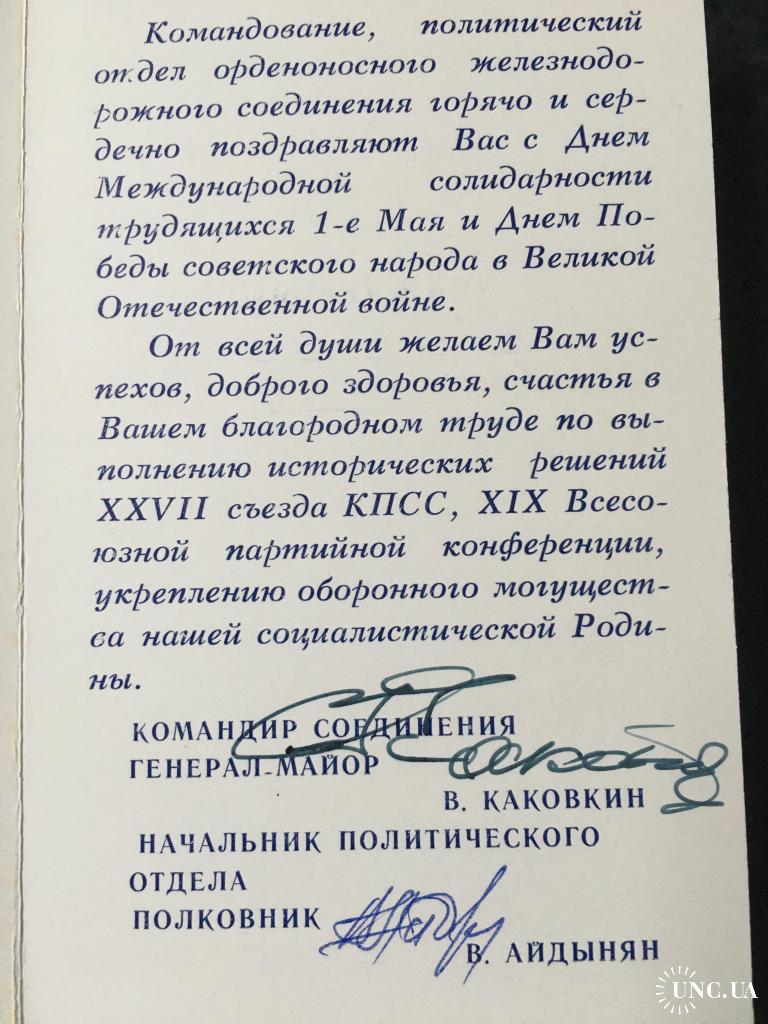 Командование, политический
отдел орденоносного железнодо-
рожного соединения горячо и сер-
дечно поздравляют Вас с Днем
Международной солидарности
трудящихся 1-е Мая и Днем По-
беды советского народа в Великой
Отечественной войне.
От всей души желаем Вам ус-
пехов, доброго здоровья, счастья в
Вашем благородном труде по вы-
полнению исторических решений
XXVII съезда КПСС, XIX Всесо-
юзной партийной конференции,
укреплению оборонного могущест-
ва нашей социалистической Роди-
ны.
КОМАНДИР СОЕДИНЕНИЯ
ГЕНЕРАЛ-МАЙОР
В. КАКОВКИН
НАЧАЛЬНИК ПОЛИТИЧЕСКОГО
ОТДЕЛА
ПОЛКОВНИК
В. АЙДЫНЯН
UNC.UA